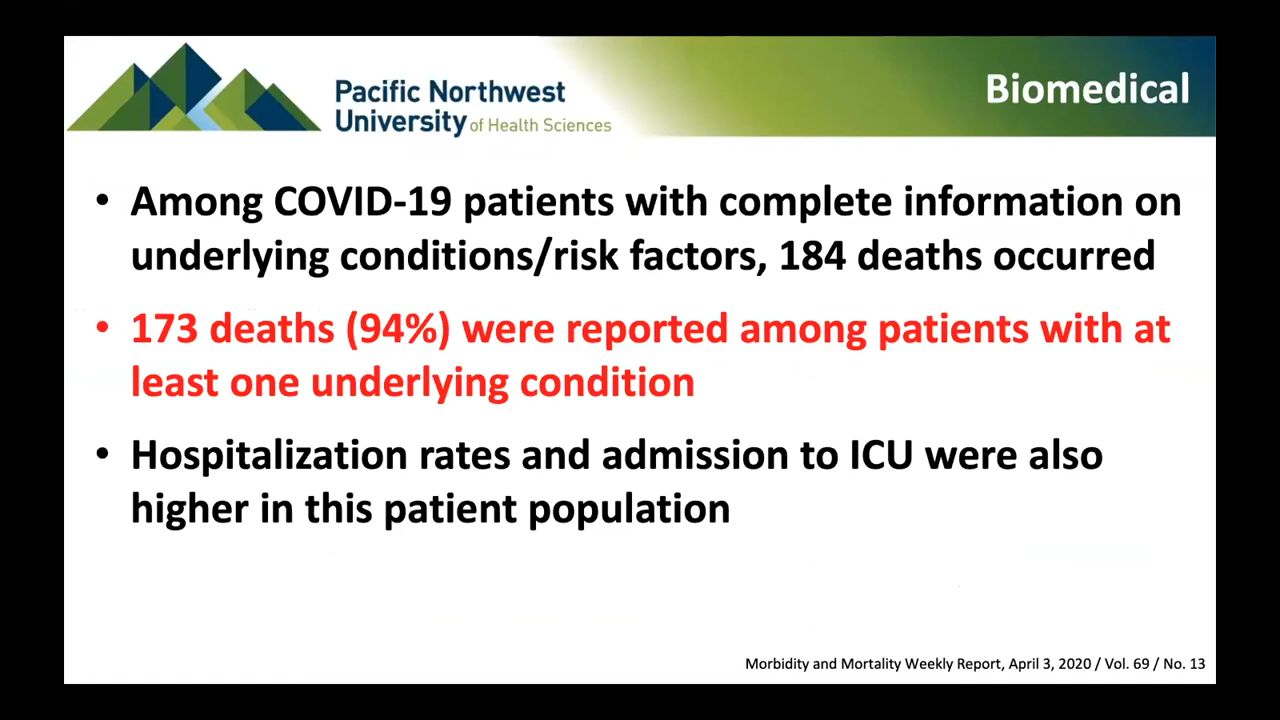 Pacific Northwest
University of Health Sciences
Biomedical
• Among COVID-19 patients with complete information on
underlying conditions/risk factors, 184 deaths occurred
• 173 deaths (94%) were reported among patients with at
least one underlying condition
• Hospitalization rates and admission to ICU were also
higher in this patient population
Morbidity and Mortality Weekly Report, April 3, 2020 / Vol. 69 / No. 13